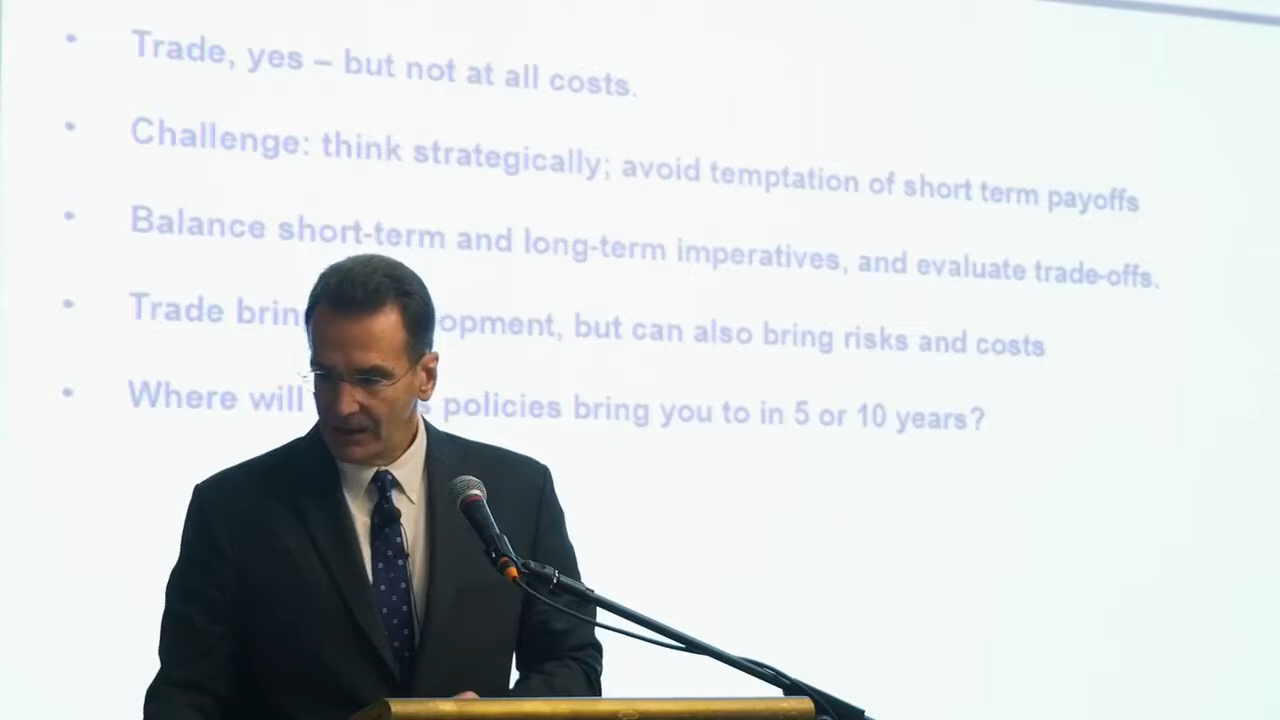 • Trade, yes – but not at all costs.
• Challenge: think strategically; avoid temptation of short term payoffs
• Balance short-term and long-term imperatives, and evaluate trade-offs.
• Trade but can also bring risks and costs
• Where will policies bring you to in 5 or 10 years?